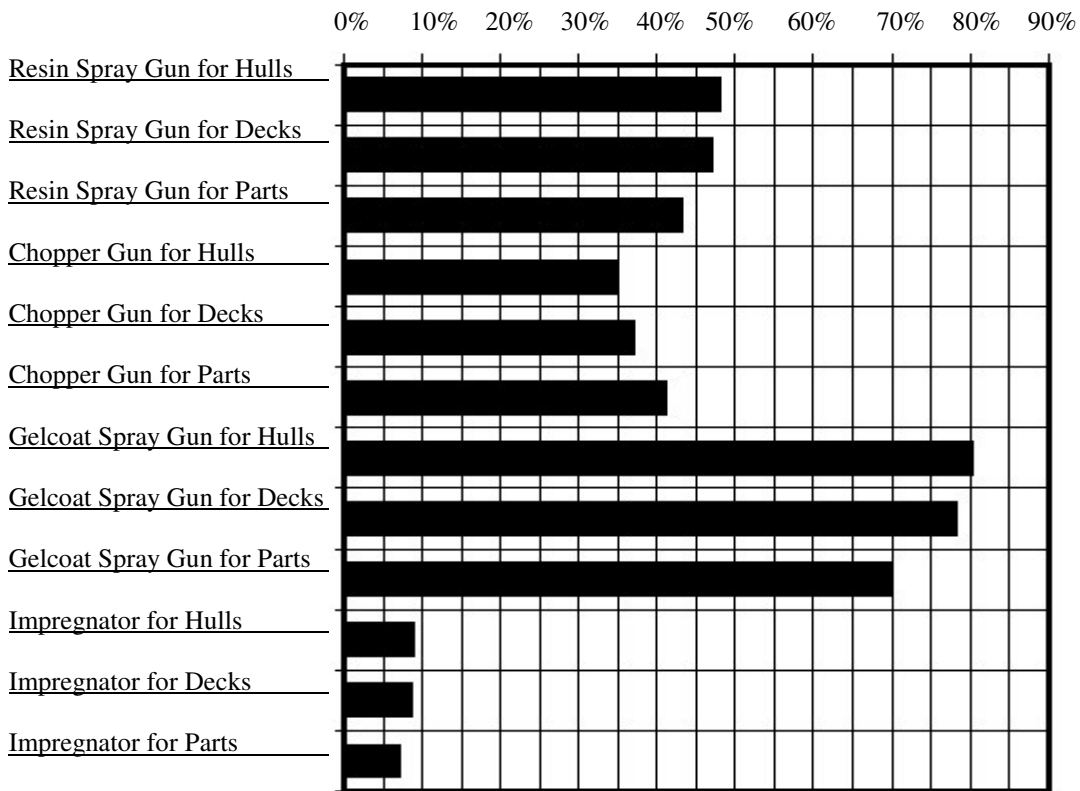 0% 10% 20% 30% 40% 50% 60% 70% 80% 90%
Resin Spray Gun for Hulls
Resin Spray Gun for Decks
Resin Spray Gun for Parts
Chopper Gun for Hulls
Chopper Gun for Decks
Chopper Gun for Parts
Gelcoat Spray Gun for Hulls
Gelcoat Spray Gun for Decks
Gelcoat Spray Gun for Parts
Impregnator for Hulls
Impregnator for Decks
Impregnator for Parts